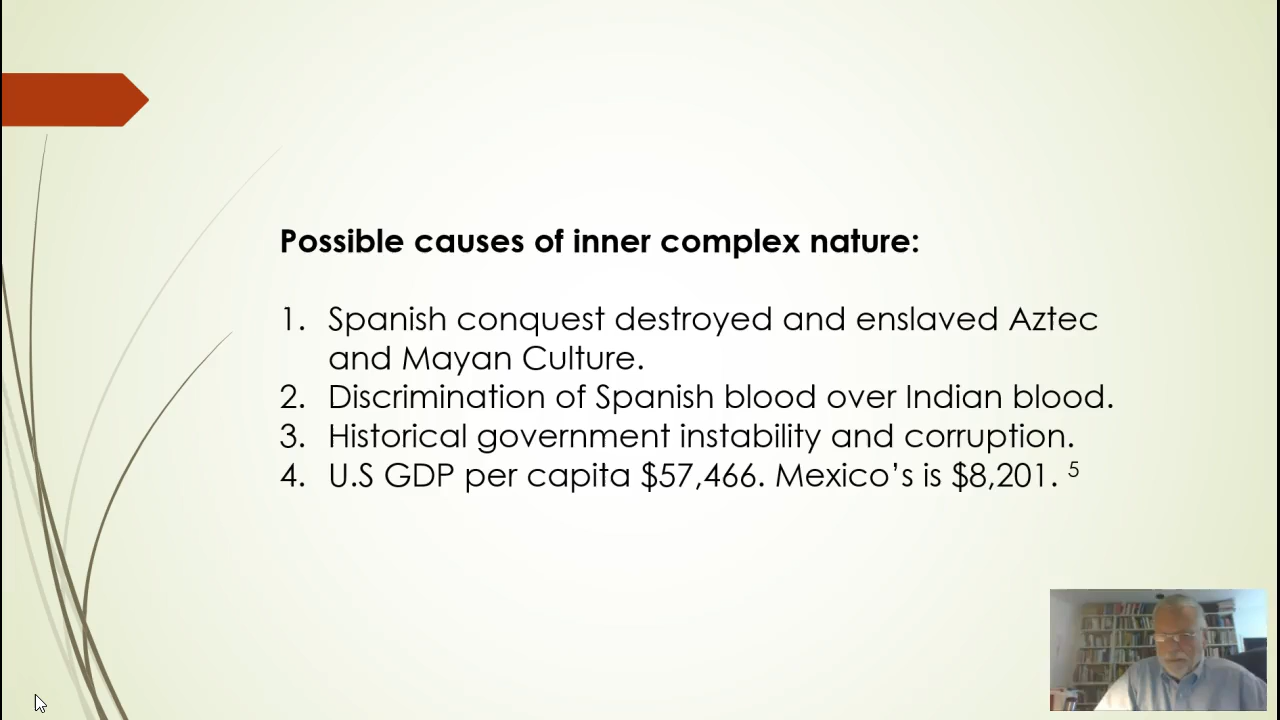 Possible causes of inner complex nature:
1. Spanish conquest destroyed and enslaved Aztec
and Mayan Culture.
2. Discrimination of Spanish blood over Indian blood.
3. Historical government instability and corruption.
4. U.S GDP per capita $57,466. Mexico’s is $8,201. 5